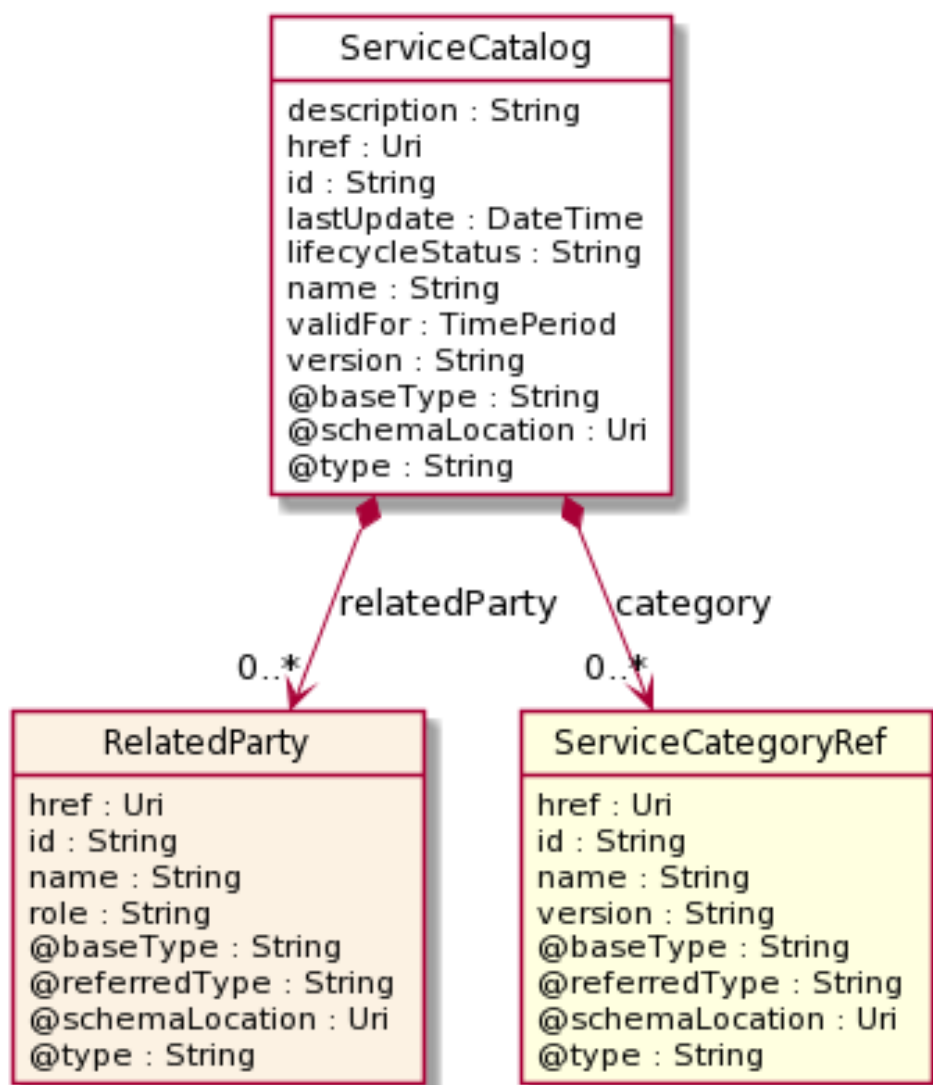 ServiceCatalog
description : String
href : Uri
id : String
lastUpdate : DateTime
lifecycleStatus : String
name : String
validFor : TimePeriod
version : String
@baseType : String
@schemaLocation : Uri
@type : String
relatedParty
category
0..*
0..*
RelatedParty
href : Uri
id : String
name : String
role : String
@baseType : String
@referredType : String
@schemaLocation : Uri
@type : String
ServiceCategoryRef
href : Uri
id : String
name : String
version : String
@baseType : String
@referredType : String
@schemaLocation : Uri
@type : String